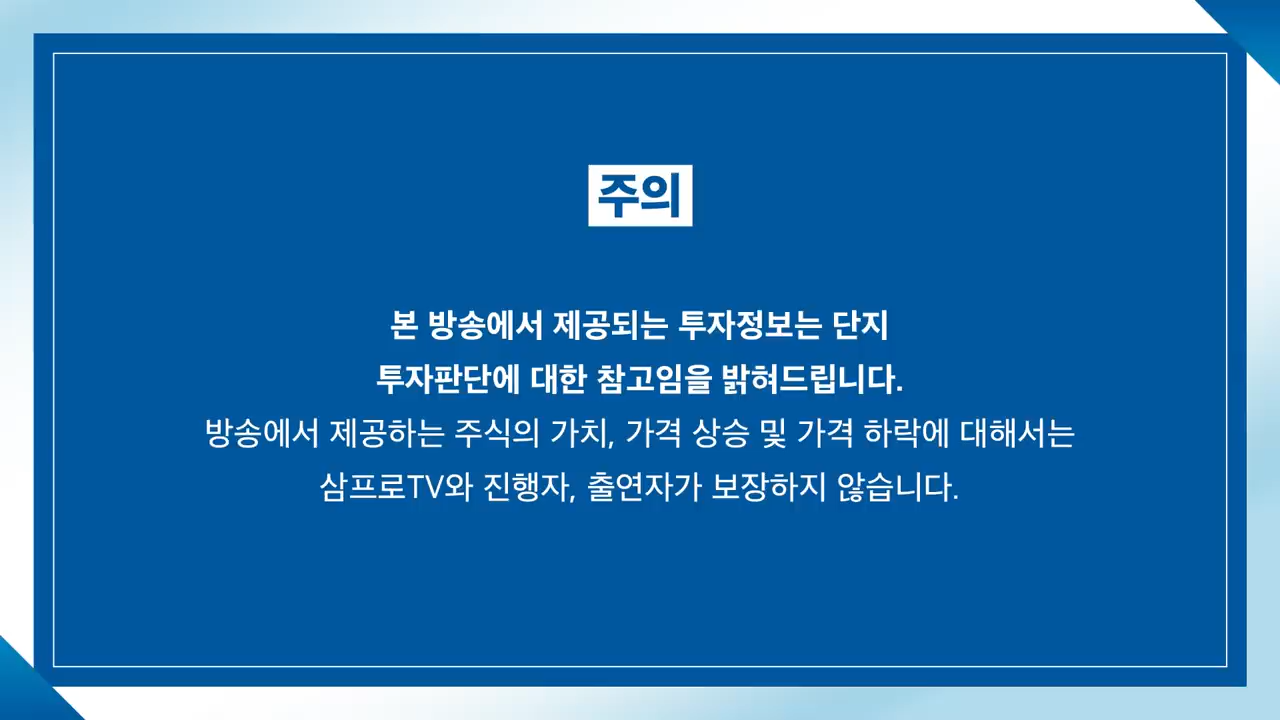 주의
본 방송에서 제공되는 투자정보는 단지
투자판단에 대한 참고임을 밝혀드립니다.
방송에서 제공하는 주식의 가치, 가격 상승 및 가격 하락에 대해서는
삼프로TV와 진행자, 출연자가 보장하지 않습니다.